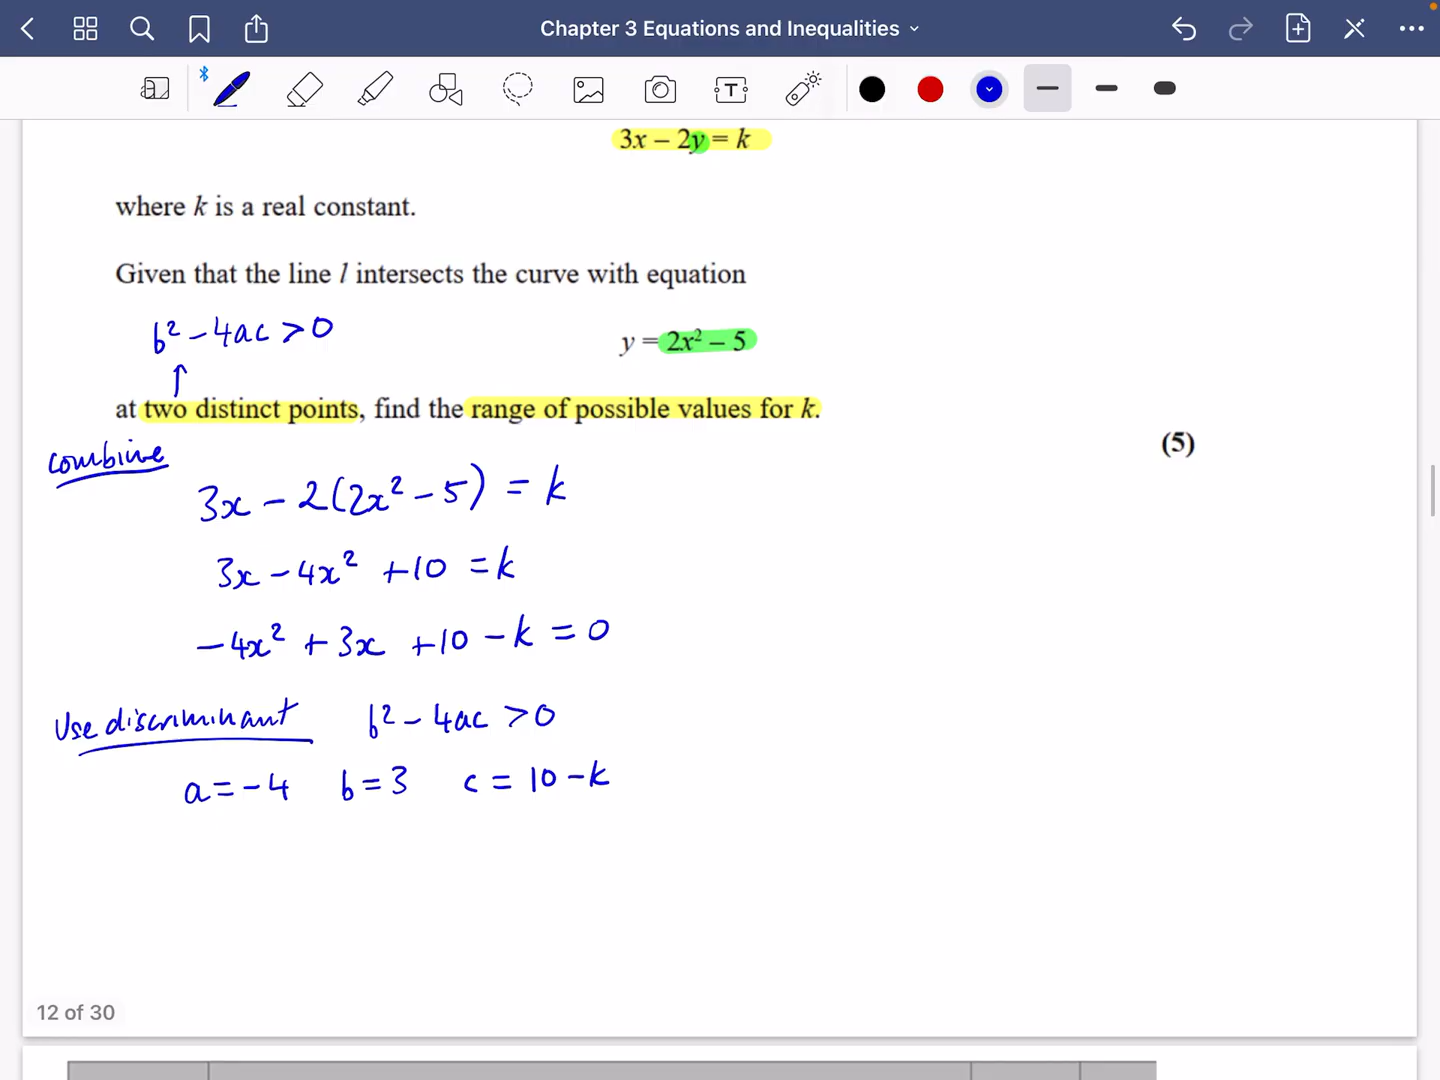 Chapter 3 Equations and Inequalities
T
3x – 2y = k
where k is a real constant.
Given that the line l intersects the curve with equation
b² – 4ac > 0
y = 2x² – 5
↑
at two distinct points, find the range of possible values for k.
(5)
combine
3x – 2(2x² – 5) = k
3x – 4x² + 10 = k
– 4x² + 3x + 10 – k = 0
Use discriminant b² – 4ac > 0
a = – 4 b = 3 c = 10 – k
12 of 30